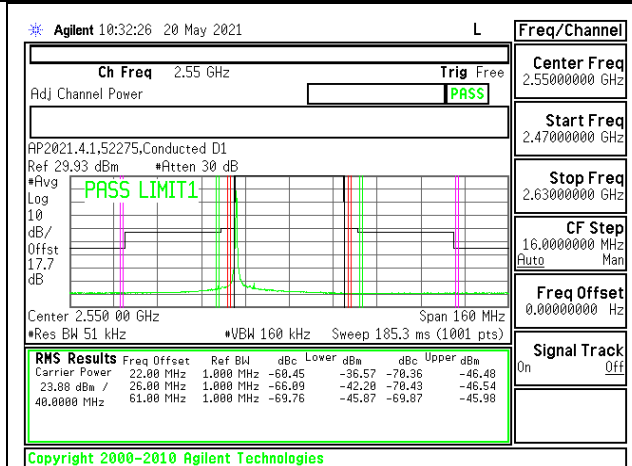 Agilent 10:32:26 20 May 2021 L
Freq/Channel
Ch Freq 2.55 GHz Trig Free
Adj Channel Power PASS
Center Freq
2.55000000 GHz
Start Freq
2.47000000 GHz
Stop Freq
2.63000000 GHz
CF Step
16.0000000 MHz
Auto Man
Freq Offset
0.00000000 Hz
Signal Track
On Off
AP2021.4.1,52275,Conducted D1
Ref 29.93 dBm #Atten 30 dB
#Avg
Log
10
dB/
Offst
17.7
dB
PASS LIMIT1
Center 2.550 00 GHz Span 160 MHz
#Res BW 51 kHz #VBW 160 kHz Sweep 185.3 ms (1001 pts)
RMS Results Freq Offset Ref BW dBc Lower dBm dBc Upper dBm
Carrier Power 22.00 MHz 1.000 MHz -60.45 -36.57 -70.36 -46.48
23.88 dBm / 26.00 MHz 1.000 MHz -66.09 -42.20 -70.43 -46.54
40.0000 MHz 61.00 MHz 1.000 MHz -69.76 -45.87 -69.87 -45.98
Copyright 2000-2010 Agilent Technologies